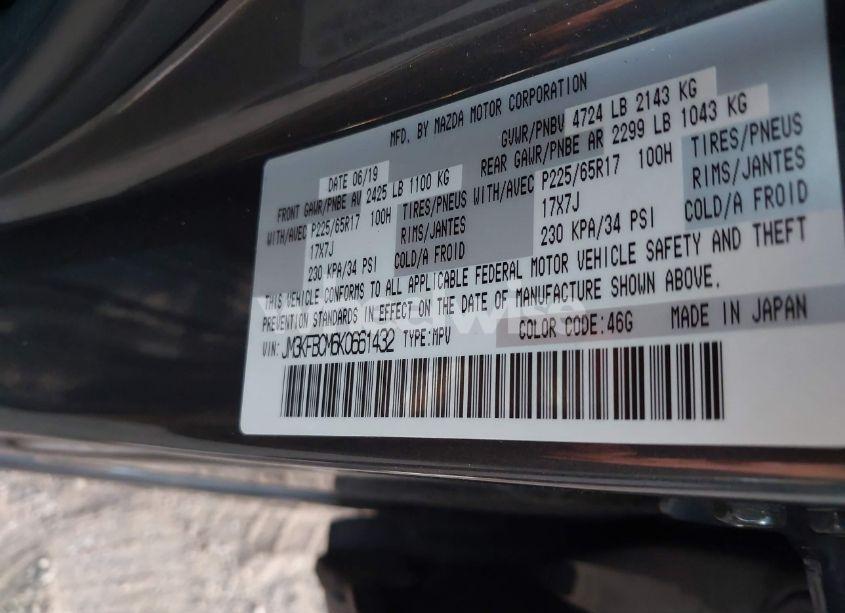 MFD. BY MAZDA MOTOR CORPORATION
DATE 06/19 GVWR/PNBV 4724 LB 2143 KG
FRONT GAWR/PNBE AV 2425 LB 1100 KG REAR GAWR/PNBE AR 2299 LB 1043 KG
WITH/AVEC P225/65R17 100H TIRES/PNEUS WITH/AVEC P225/65R17 100H TIRES/PNEUS
17X7J RIMS/JANTES 17X7J RIMS/JANTES
230 KPA/34 PSI COLD/A FROID 230 KPA/34 PSI COLD/A FROID
THIS VEHICLE CONFORMS TO ALL APPLICABLE FEDERAL MOTOR VEHICLE SAFETY AND THEFT
PREVENTION STANDARDS IN EFFECT ON THE DATE OF MANUFACTURE SHOWN ABOVE.
VIN: JM3KFBCM6K0661432 TYPE:MPV COLOR CODE:46G MADE IN JAPAN